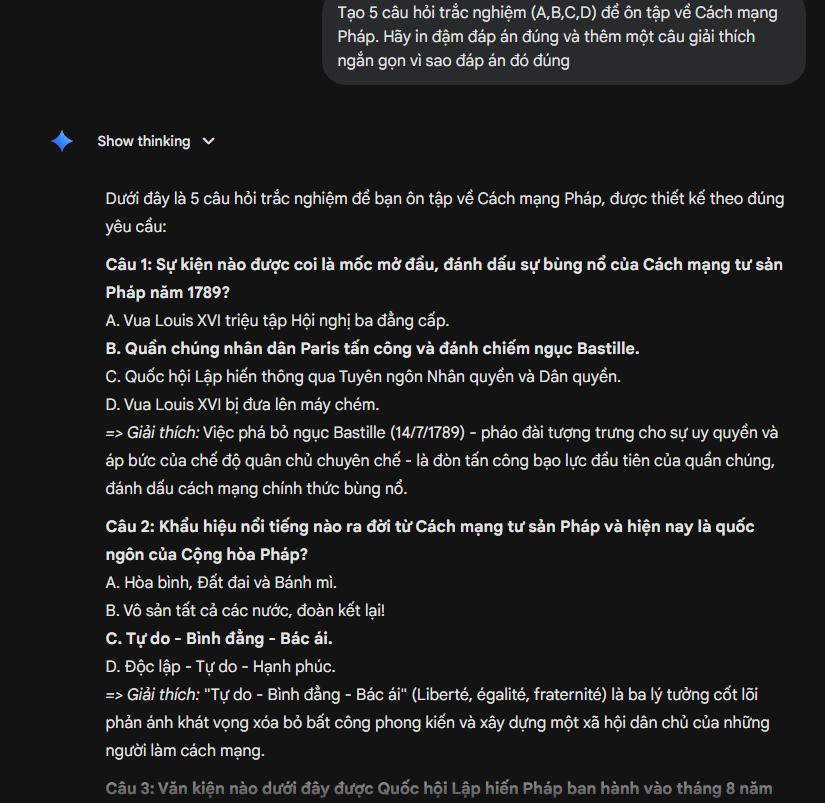 Tạo 5 câu hỏi trắc nghiệm (A,B,C,D) để ôn tập về Cách mạng
Pháp. Hãy in đậm đáp án đúng và thêm một câu giải thích
ngắn gọn vì sao đáp án đó đúng
Show thinking
Dưới đây là 5 câu hỏi trắc nghiệm để bạn ôn tập về Cách mạng Pháp, được thiết kế theo đúng
yêu cầu:
Câu 1: Sự kiện nào được coi là mốc mở đầu, đánh dấu sự bùng nổ của Cách mạng tư sản
Pháp năm 1789?
A. Vua Louis XVI triệu tập Hội nghị ba đẳng cấp.
B. Quần chúng nhân dân Paris tấn công và đánh chiếm ngục Bastille.
C. Quốc hội Lập hiến thông qua Tuyên ngôn Nhân quyền và Dân quyền.
D. Vua Louis XVI bị đưa lên máy chém.
=> Giải thích: Việc phá bỏ ngục Bastille (14/7/1789) - pháo đài tượng trưng cho sự uy quyền và
áp bức của chế độ quân chủ chuyên chế - là đòn tấn công bạo lực đầu tiên của quần chúng,
đánh dấu cách mạng chính thức bùng nổ.
Câu 2: Khẩu hiệu nổi tiếng nào ra đời từ Cách mạng tư sản Pháp và hiện nay là quốc
ngôn của Cộng hòa Pháp?
A. Hòa bình, Đất đai và Bánh mì.
B. Vô sản tất cả các nước, đoàn kết lại!
C. Tự do - Bình đẳng - Bác ái.
D. Độc lập - Tự do - Hạnh phúc.
=> Giải thích: "Tự do - Bình đẳng - Bác ái" (Liberté, égalité, fraternité) là ba lý tưởng cốt lõi
phản ánh khát vọng xóa bỏ bất công phong kiến và xây dựng một xã hội dân chủ của những
người làm cách mạng.
Câu 3: Văn kiện nào dưới đây được Quốc hội Lập hiến Pháp ban hành vào tháng 8 năm